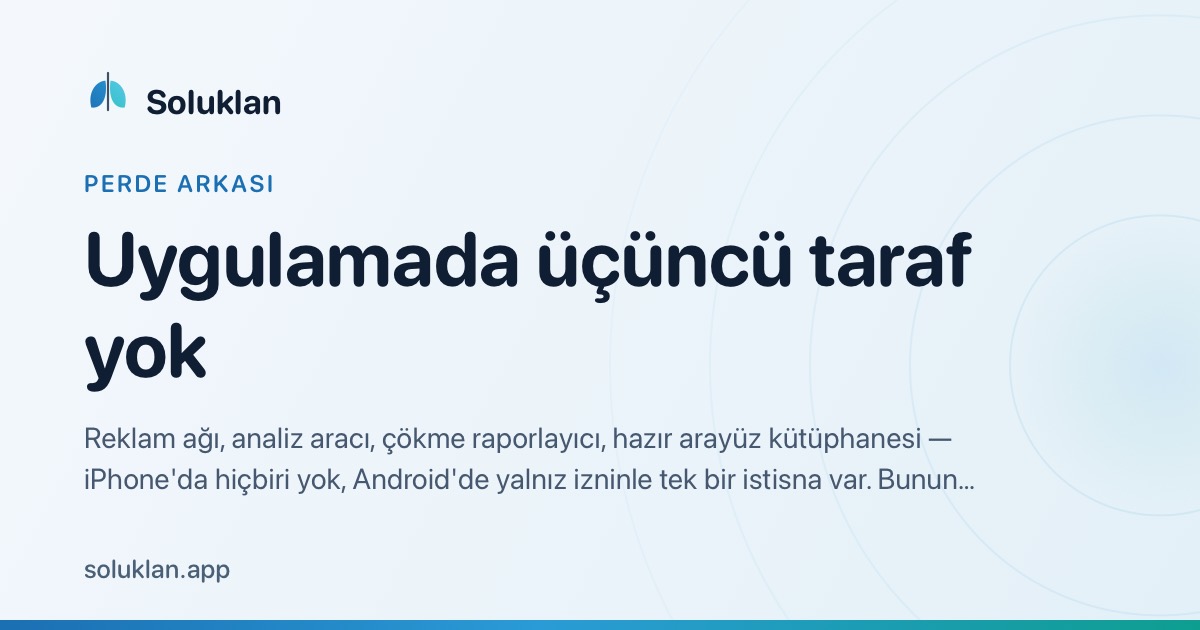 Soluklan
PERDE ARKASI
Uygulamada üçüncü taraf
yok
Reklam ağı, analiz aracı, çökme raporlayıcı, hazır arayüz kütüphanesi —
iPhone'da hiçbiri yok, Android'de yalnız izninle tek bir istisna var. Bunun…
soluklan.app